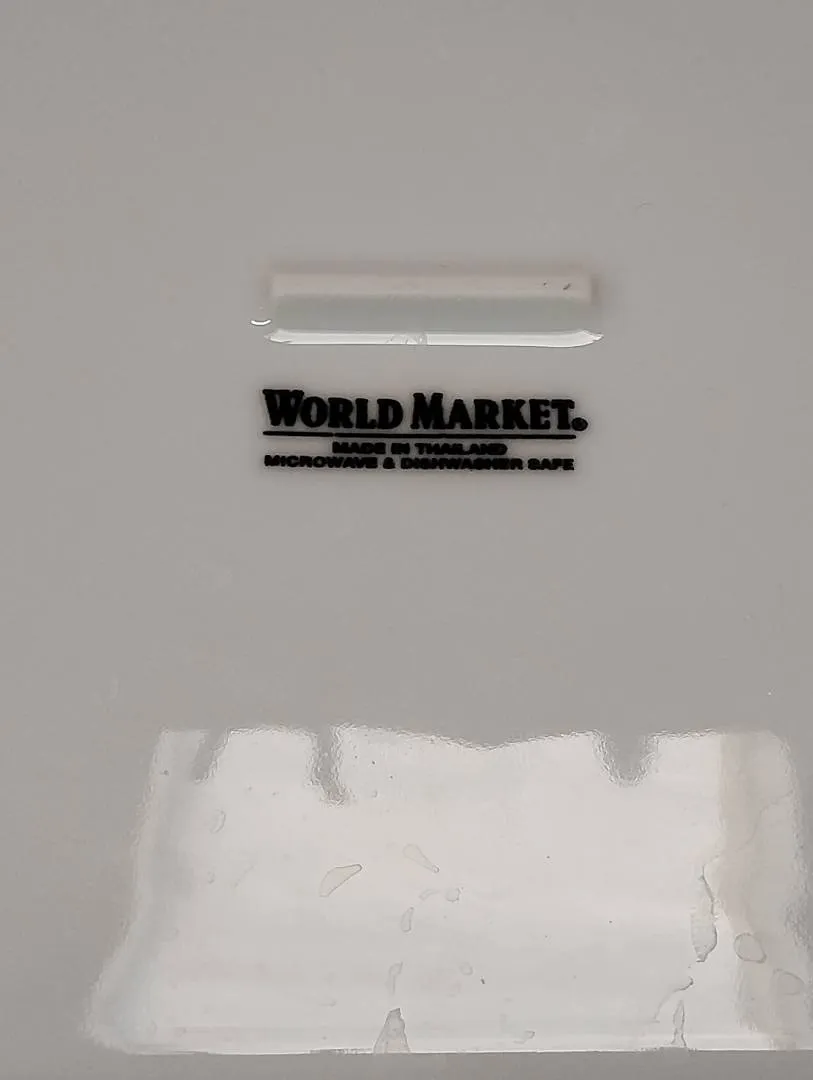 WORLD MARKET®
MADE IN THAILAND
MICROWAVE & DISHWASHER SAFE